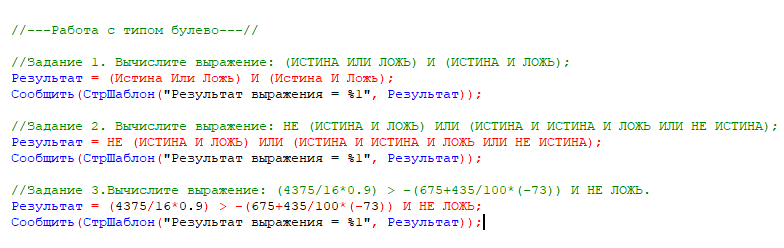 //---Работа с типом булево---//
//Задание 1. Вычислите выражение: (ИСТИНА ИЛИ ЛОЖЬ) И (ИСТИНА И ЛОЖЬ);
Результат = (Истина Или Ложь) И (Истина И Ложь);
Сообщить(СтрШаблон("Результат выражения = %1", Результат));
//Задание 2. Вычислите выражение: НЕ (ИСТИНА И ЛОЖЬ) ИЛИ (ИСТИНА И ИСТИНА И ЛОЖЬ ИЛИ НЕ ИСТИНА);
Результат = НЕ (ИСТИНА И ЛОЖЬ) ИЛИ (ИСТИНА И ИСТИНА И ЛОЖЬ ИЛИ НЕ ИСТИНА);
Сообщить(СтрШаблон("Результат выражения = %1", Результат));
//Задание 3.Вычислите выражение: (4375/16*0.9) > -(675+435/100*(-73)) И НЕ ЛОЖЬ.
Результат = (4375/16*0.9) > -(675+435/100*(-73)) И НЕ ЛОЖЬ;
Сообщить(СтрШаблон("Результат выражения = %1", Результат));